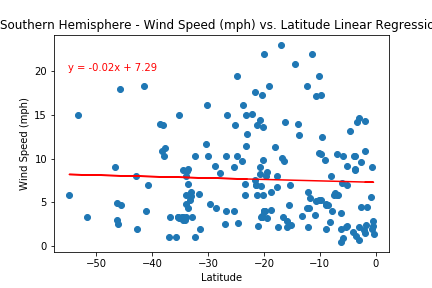 Southern Hemisphere - Wind Speed (mph) vs. Latitude Linear Regressio
y = -0.02x + 7.29
20
15
10
5
0
Wind Speed (mph)
−50 −40 −30 −20 −10 0
Latitude